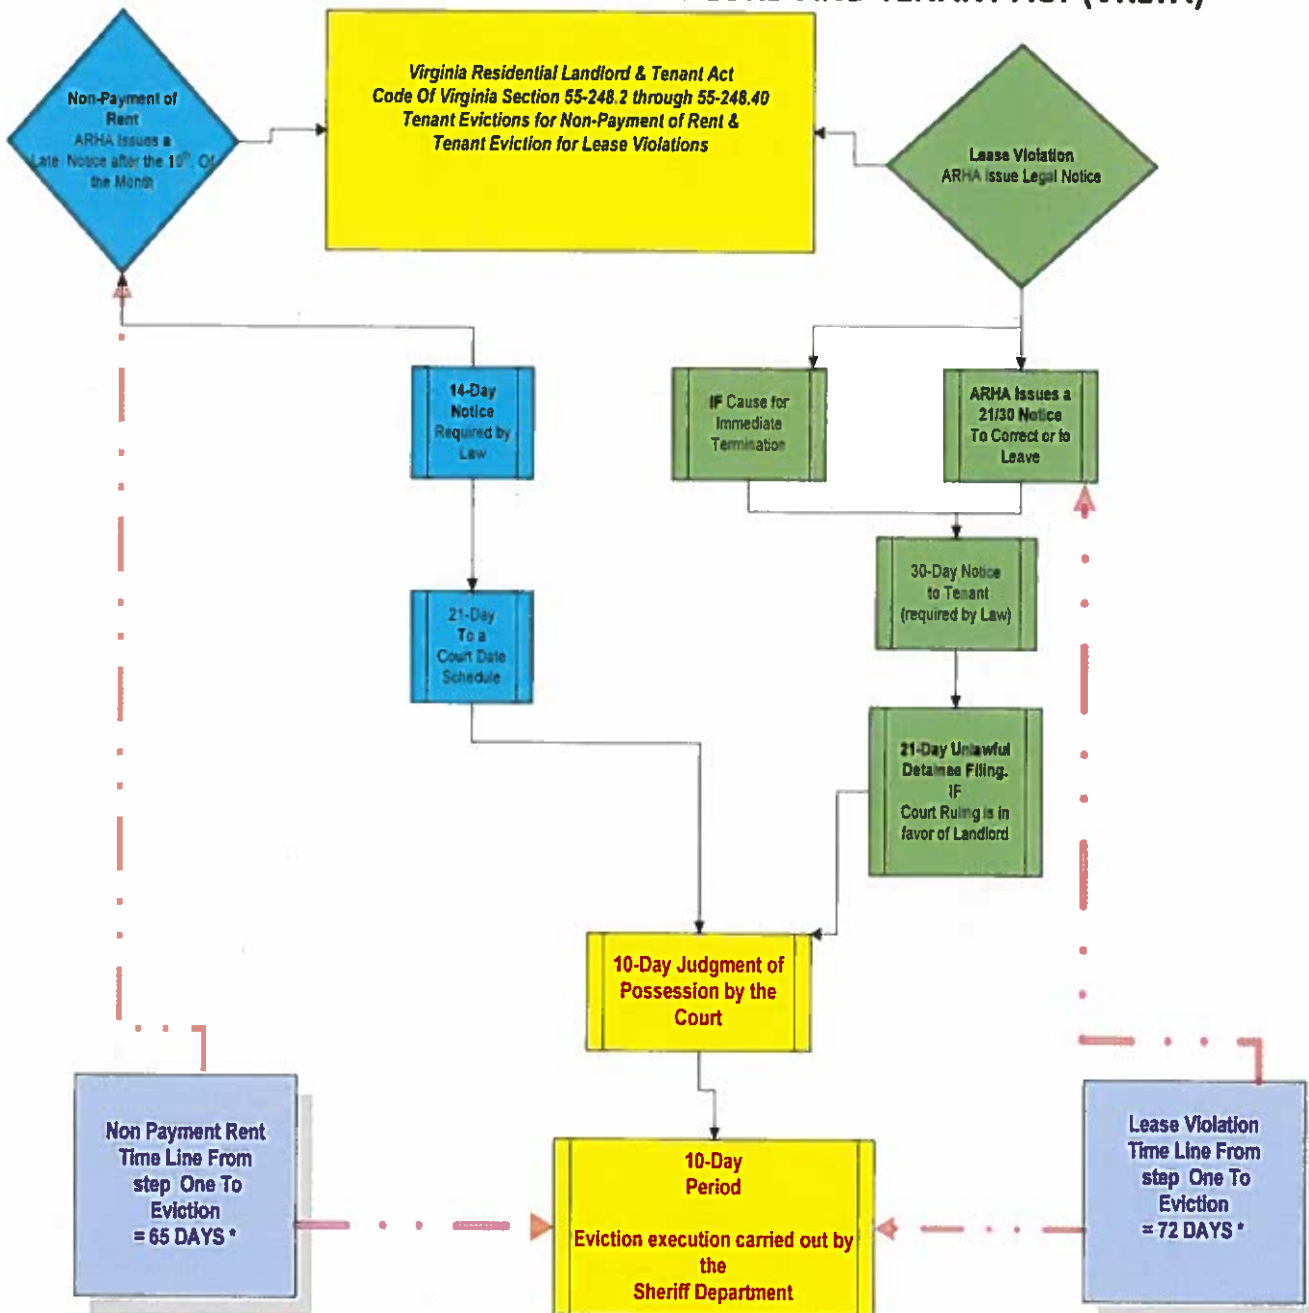 TENANT ACT (VRLTA)
Non-Payment of
Rent
ARHA Issues a
Late Notice after the 10th. Of
the Month
Virginia Residential Landlord & Tenant Act
Code Of Virginia Section 55-248.2 through 55-248.40
Tenant Evictions for Non-Payment of Rent &
Tenant Eviction for Lease Violations
Lease Violation
ARHA Issue Legal Notice
14-Day
Notice
Required by
Law
IF Cause for
Immediate
Termination
ARHA Issues a
21/30 Notice
To Correct or to
Leave
30-Day Notice
to Tenant
(required by Law)
21-Day
To a
Court Date
Schedule
21-Day Unlawful
Detainee Filing.
IF
Court Ruling is in
favor of Landlord
10-Day Judgment of
Possession by the
Court
Non Payment Rent
Time Line From
step One To
Eviction
= 65 DAYS *
10-Day
Period
Eviction execution carried out by
the
Sheriff Department
Lease Violation
Time Line From
step One To
Eviction
= 72 DAYS *